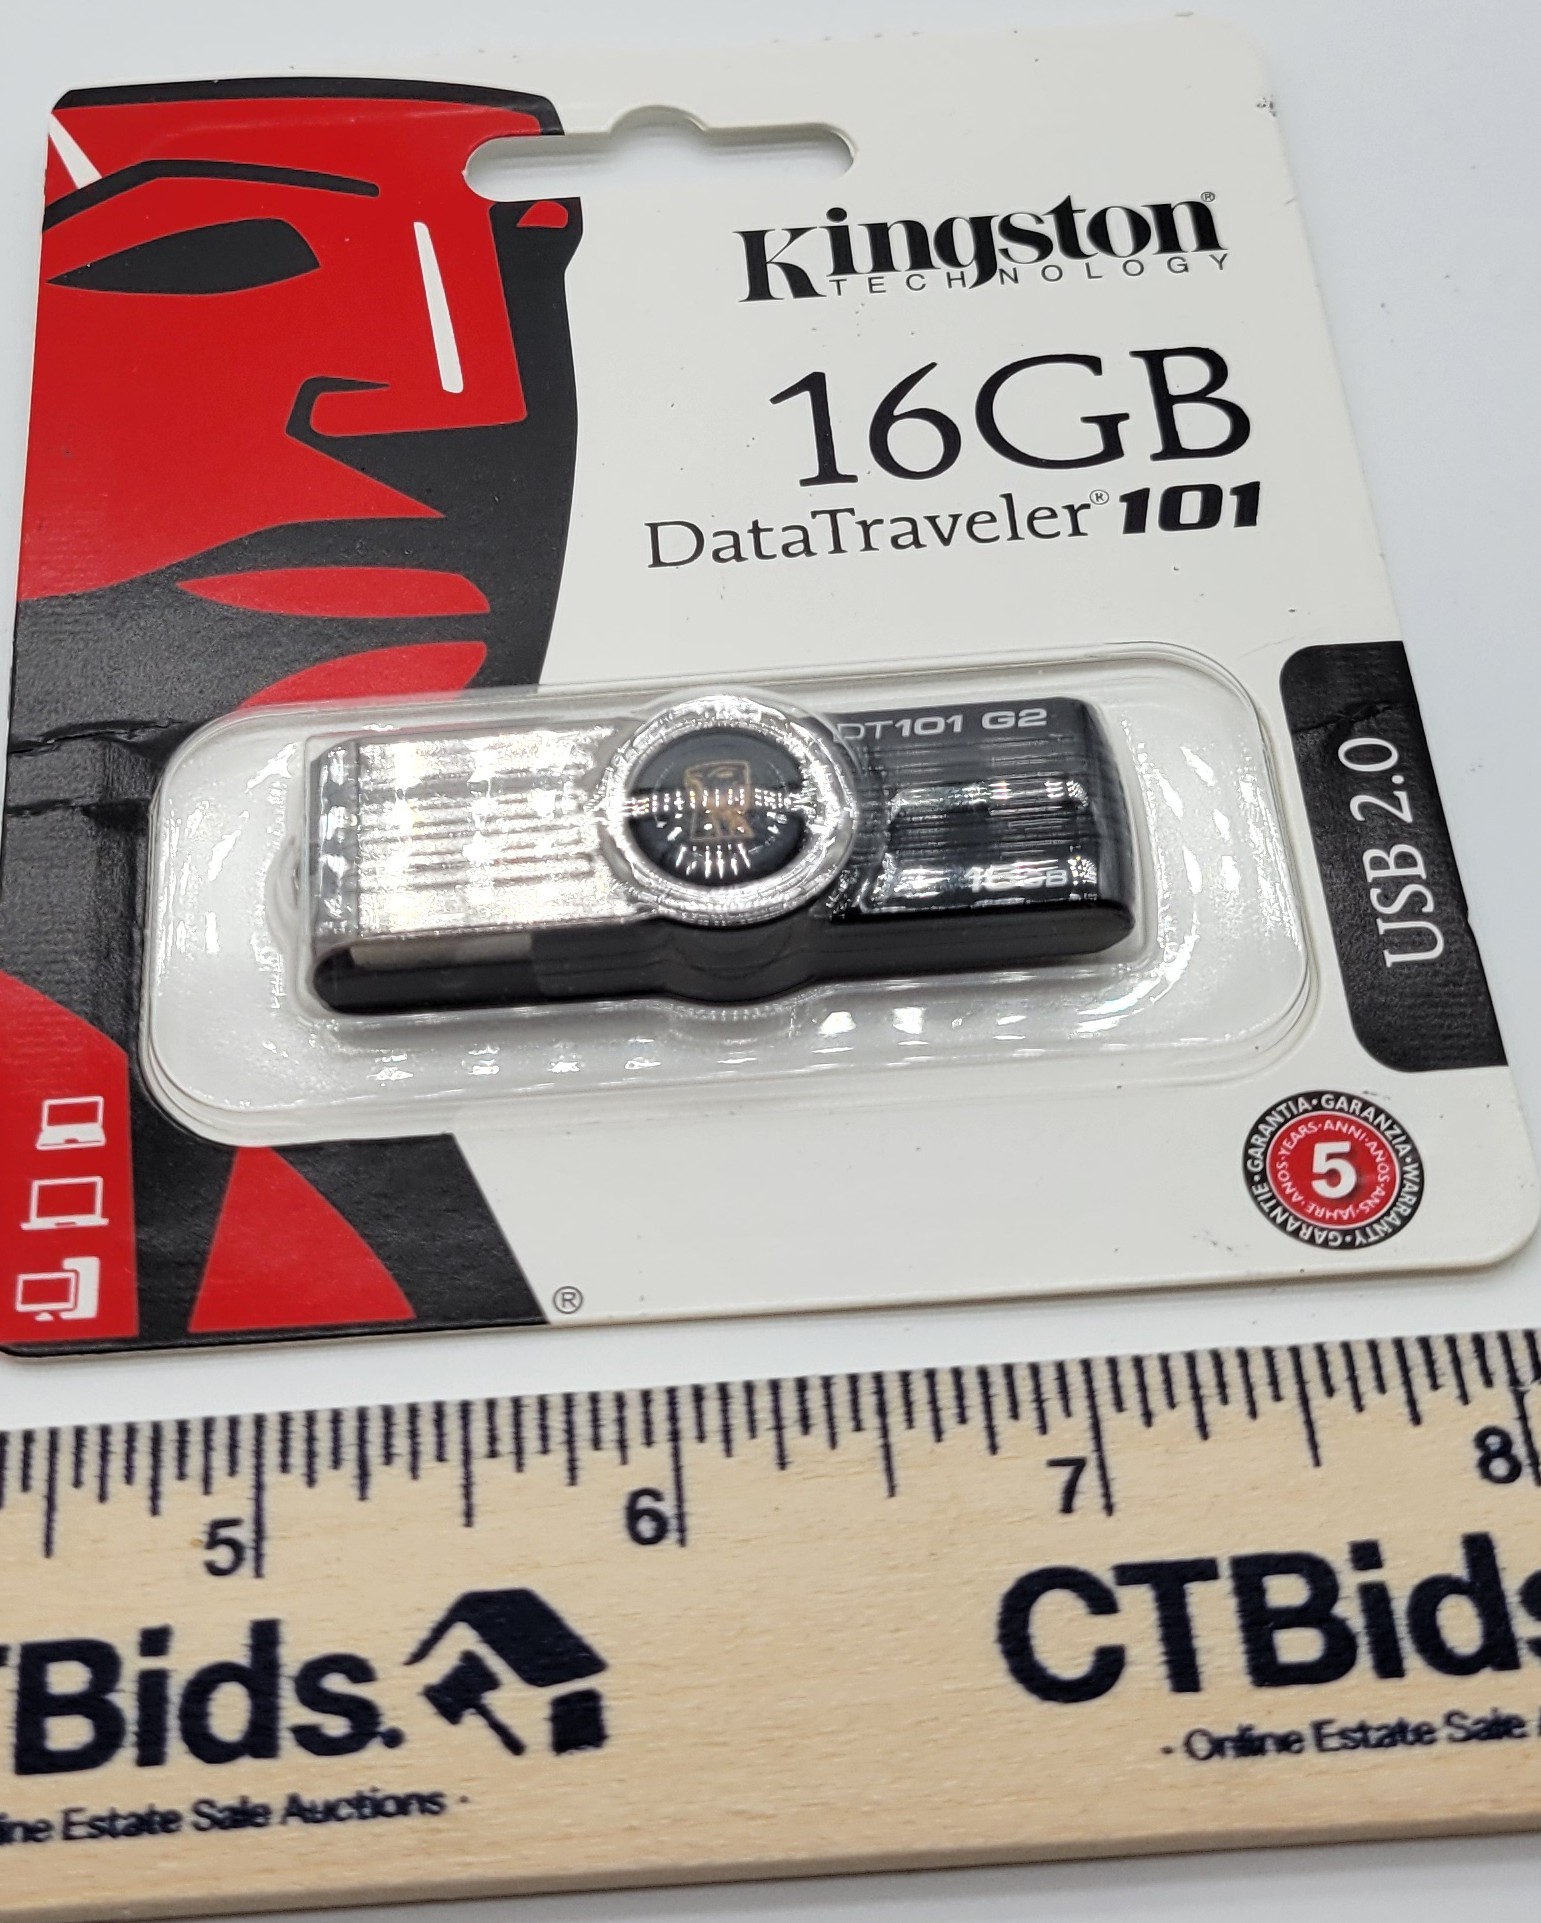 Kingston®
TECHNOLOGY
16GB
DataTraveler® 101
DT101 G2
16GB
USB 2.0
GARANTIA·GARANZIA·WARRANTY·GARANTIE·
5
YEARS·ANNI·ANOS·ANS·JAHRE·ANOS·
®
5
6
7
8
TBids.
CTBids
ine Estate Sale Auctions ·
· Online Estate Sale